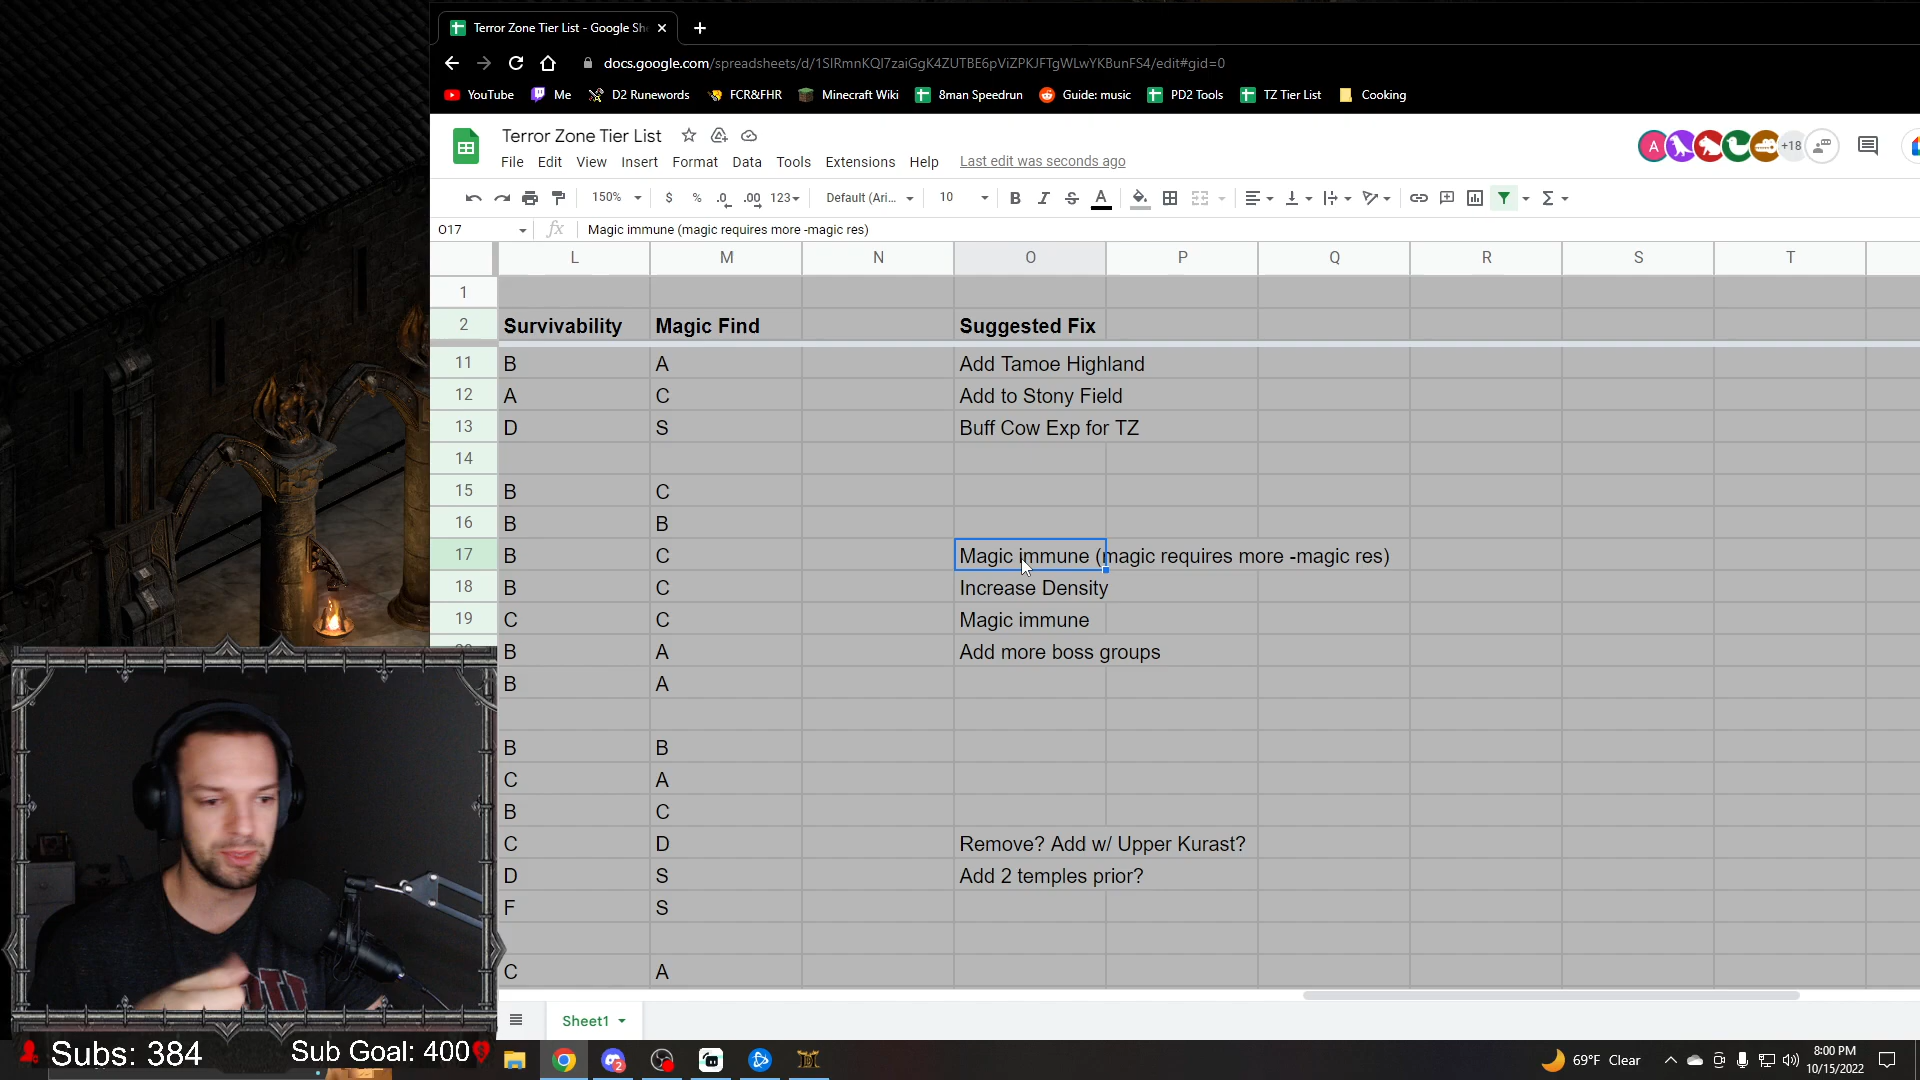 Terror Zone Tier List - Google She
docs.google.com/spreadsheets/d/1SIRmnKQI7zaiGgK4ZUTBE6pViZPKJFTgWLwYKBunFS4/edit#gid=0
YouTube Me D2 Runewords FCR&FHR Minecraft Wiki 8man Speedrun Guide: music PD2 Tools TZ Tier List Cooking
Terror Zone Tier List
A +18
File Edit View Insert Format Data Tools Extensions Help Last edit was seconds ago
150% $ % .0 .00 123 Default (Ari... 10 B I S A Σ
O17 fx Magic immune (magic requires more -magic res)
L M N O P Q R S T
1
2 Survivability Magic Find Suggested Fix
11 B A Add Tamoe Highland
12 A C Add to Stony Field
13 D S Buff Cow Exp for TZ
14
15 B C
16 B B
17 B C Magic immune (magic requires more -magic res)
18 B C Increase Density
19 C C Magic immune
B A Add more boss groups
B A
B B
C A
B C
C D Remove? Add w/ Upper Kurast?
D S Add 2 temples prior?
F S
C A
Sheet1
Subs: 384 Sub Goal: 400
2
69°F Clear
8:00 PM
10/15/2022